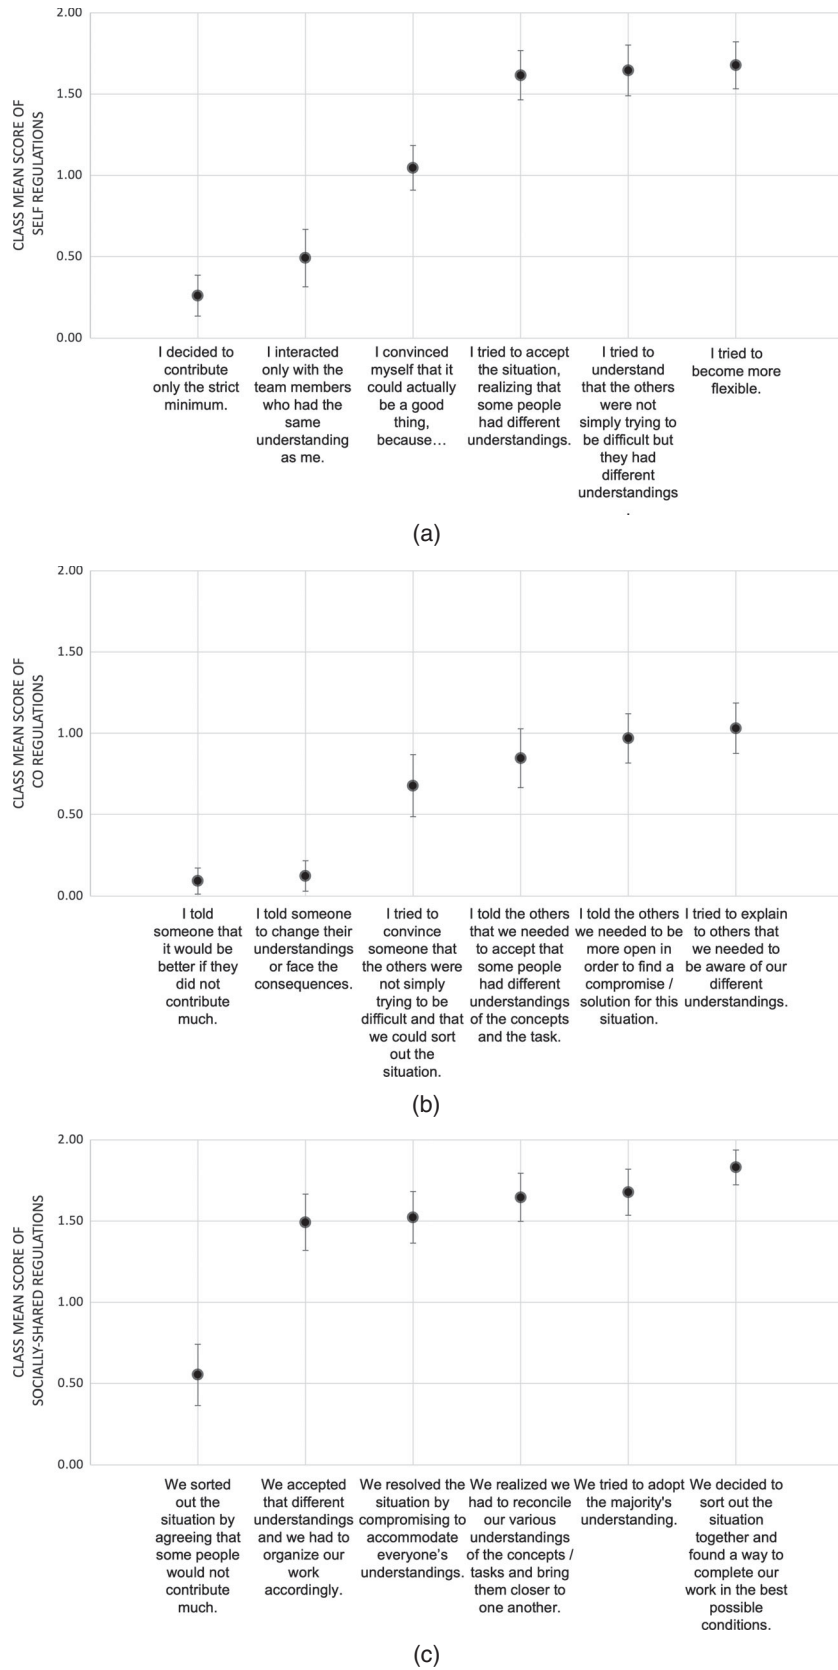 2.00
1.50
1.00
0.50
0.00
CLASS MEAN SCORE OF
SELF REGULATIONS
I decided to
contribute
only the strict
minimum.
I interacted
only with the
team members
who had the
same
understanding
as me.
I convinced
myself that it
could actually
be a good
thing,
because…
I tried to accept
the situation,
realizing that
some people
had different
understandings.
I tried to
understand
that the others
were not
simply trying to
be difficult but
they had
different
understandings
.
I tried to
become more
flexible.
(a)
2.00
1.50
1.00
0.50
0.00
CLASS MEAN SCORE OF
CO REGULATIONS
I told
someone that
it would be
better if they
did not
contribute
much.
I told someone
to change their
understandings
or face the
consequences.
I tried to
convince
someone that
the others were
not simply
trying to be
difficult and that
we could sort
out the
situation.
I told the others
that we needed
to accept that
some people
had different
understandings
of the concepts
and the task.
I told the others
we needed to be
more open in
order to find a
compromise /
solution for this
situation.
I tried to explain
to others that
we needed to
be aware of our
different
understandings.
(b)
2.00
1.50
1.00
0.50
0.00
CLASS MEAN SCORE OF
SOCIALLY-SHARED REGULATIONS
We sorted
out the
situation by
agreeing that
some people
would not
contribute
much.
We accepted
that different
understandings
and we had to
organize our
work
accordingly.
We resolved the
situation by
compromising to
accommodate
everyone's
understandings.
We realized we
had to reconcile
our various
understandings
of the concepts /
tasks and bring
them closer to
one another.
We tried to adopt
the majority's
understanding.
We decided to
sort out the
situation
together and
found a way to
complete our
work in the best
possible
conditions.
(c)